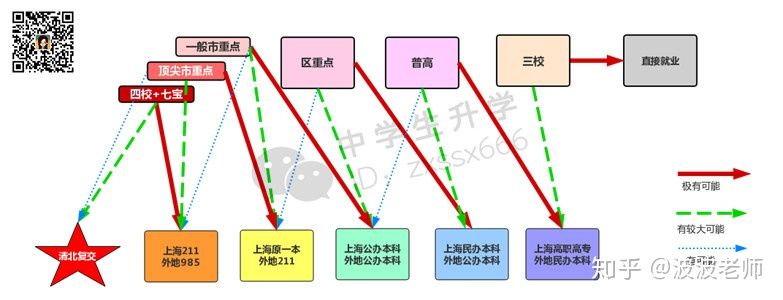 一般市重点
顶尖市重点
四校+七宝
区重点
普高
三校
直接就业
中学生升学
ID: zxssx666
极有可能
有较大可能
有可能
清北复交
上海211
外地985
上海原一本
外地211
上海公办本科
外地公办本科
上海民办本科
外地公办本科
上海高职高专
外地民办本科
知乎 @波波老师